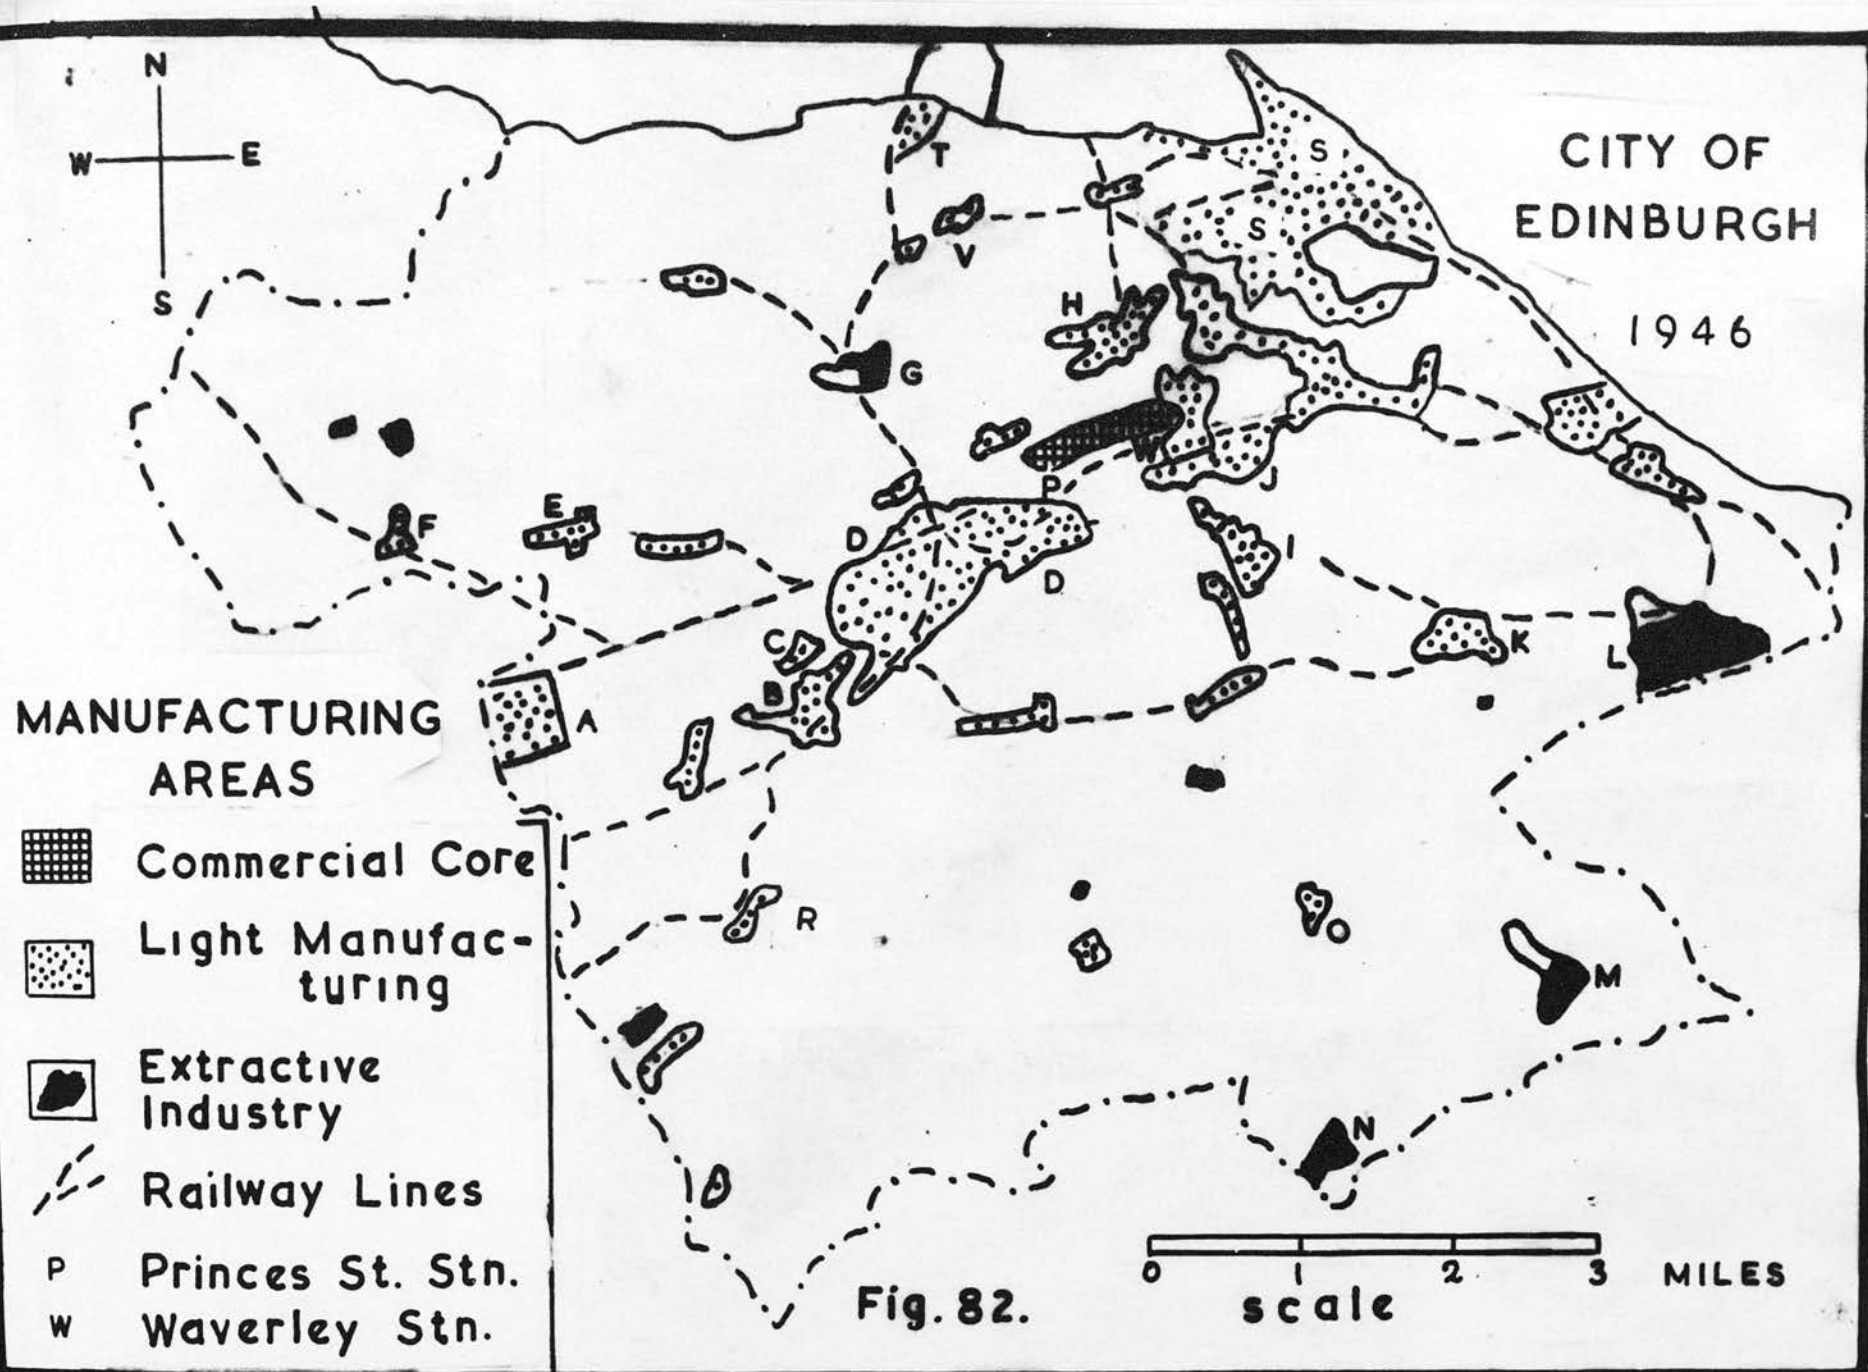 N
W
E
S
CITY OF
EDINBURGH
1946
T
S
S
V
H
G
W
J
P
F
E
D
D
I
C
K
L
B
A
R
O
M
N
MANUFACTURING
AREAS
Commercial Core
Light Manufac-
turing
Extractive
Industry
Railway Lines
P Princes St. Stn.
W Waverley Stn.
Fig. 82.
0 1 2 3 MILES
scale